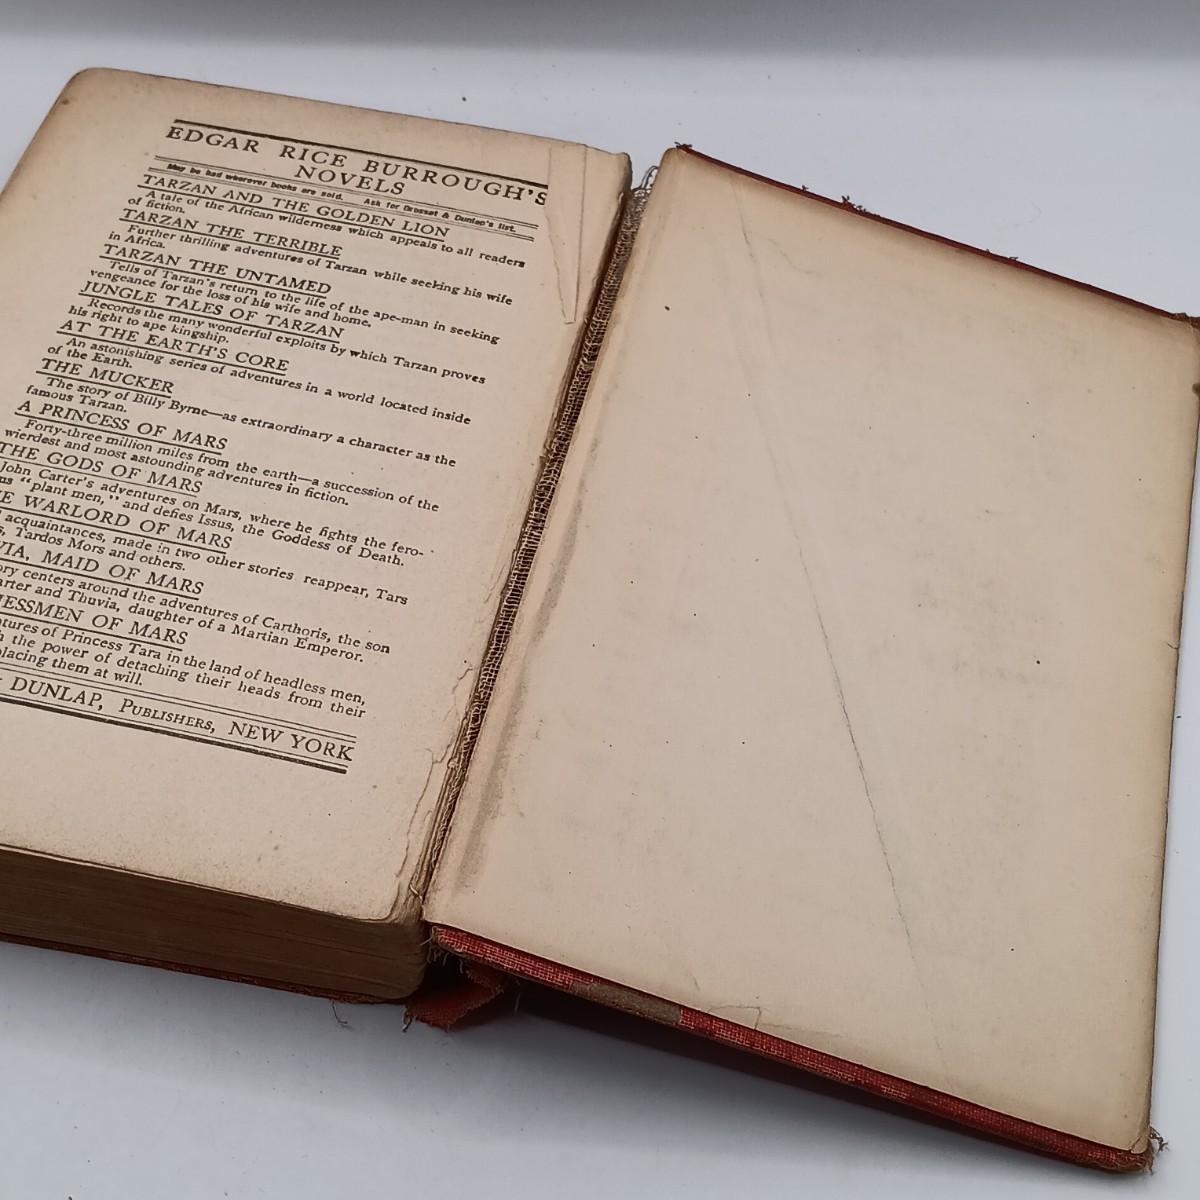 EDGAR RICE BURROUGH'S
NOVELS
May be had wherever books are sold. Ask for Grosset & Dunlap's list.
TARZAN AND THE GOLDEN LION
A tale of the African wilderness which appeals to all readers
of fiction.
TARZAN THE TERRIBLE
Further thrilling adventures of Tarzan while seeking his wife
in Africa.
TARZAN THE UNTAMED
Tells of Tarzan's return to the life of the ape-man in seeking
vengeance for the loss of his wife and home.
JUNGLE TALES OF TARZAN
Records the many wonderful exploits by which Tarzan proves
his right to ape kingship.
AT THE EARTH'S CORE
An astonishing series of adventures in a world located inside
of the Earth.
THE MUCKER
The story of Billy Byrne—as extraordinary a character as the
famous Tarzan.
A PRINCESS OF MARS
Forty-three million miles from the earth—a succession of the
wierdest and most astounding adventures in fiction.
THE GODS OF MARS
John Carter's adventures on Mars, where he fights the fero-
"plant men," and defies Issus, the Goddess of Death.
WARLORD OF MARS
acquaintances, made in two other stories reappear, Tars
Tardos Mors and others.
MAID OF MARS
centers around the adventures of Carthoris, the son
and Thuvia, daughter of a Martian Emperor.
OF MARS
of Princess Tara in the land of headless men,
the power of detaching their heads from their
placing them at will.
DUNLAP, PUBLISHERS, NEW YORK